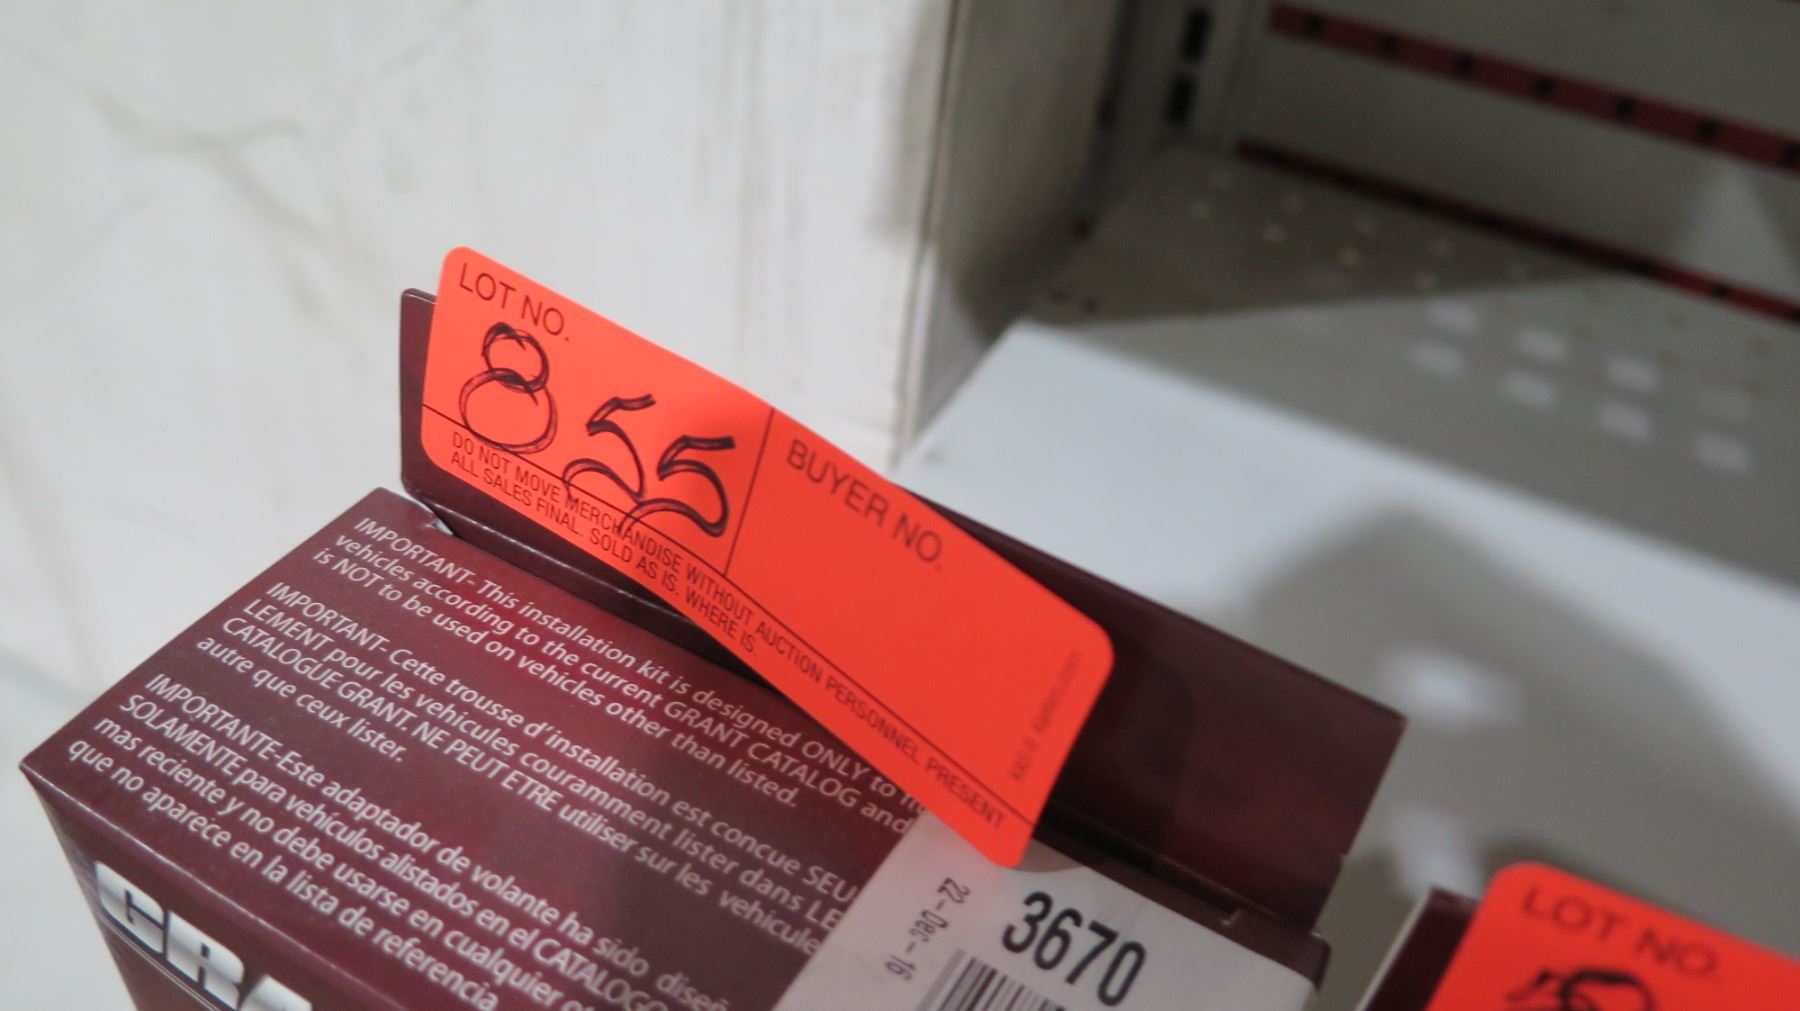 LOT NO.
855
BUYER NO.
DO NOT MOVE MERCHANDISE WITHOUT AUCTION PERSONNEL PRESENT
ALL SALES FINAL. SOLD AS IS. WHERE IS.
IMPORTANT- This installation kit is designed ONLY to
vehicles according to the current GRANT CATALOG and
is NOT to be used on vehicles other than listed.
IMPORTANT- Cette trousse d'installation est concue SEU
LEMENT pour les vehicules couramment lister dans LE
CATALOGUE GRANT. NE PEUT ETRE utiliser sur les vehicule
autre que ceux lister.
IMPORTANTE-Este adaptador de volante ha sido diseñ
SOLAMENTE para vehículos alistados en el CATALOGO
mas reciente y no debe usarse en cualquier
que no aparece en la lista de referencia
22-Dec-16
3670
GRA
LOT NO.